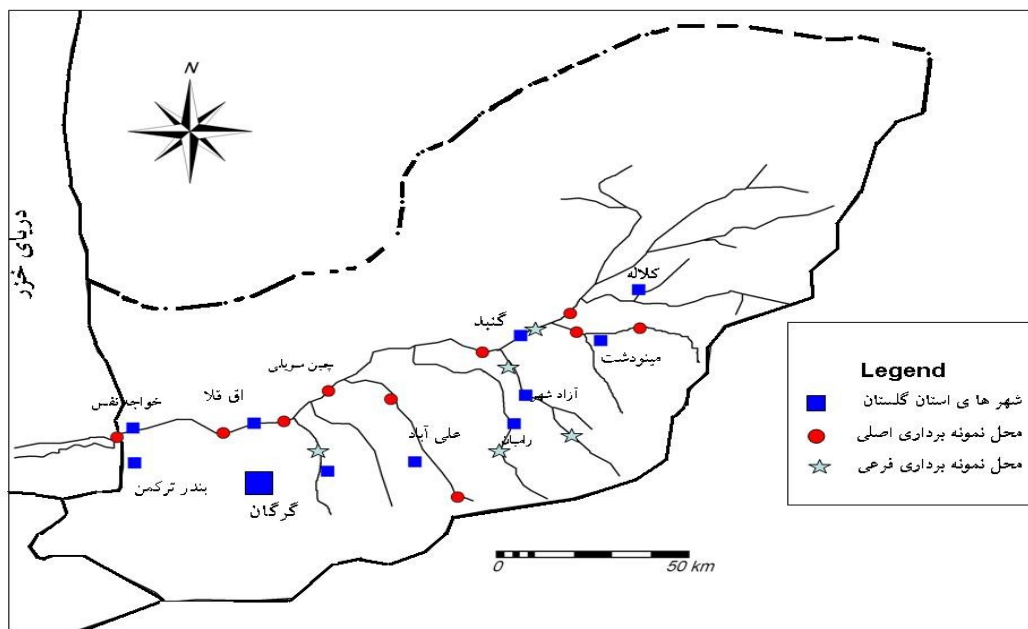 N
دریای خزر
کلاله
گنبد
مینودشت
چین سویلی
آزاد شهر
خواجه نفس
اق قلا
علی آباد
رامیان
بندر ترکمن
گرگان
0 50 km
Legend
شهر ها ی استان گلستان
محل نمونه برداری اصلی
محل نمونه برداری فرعی